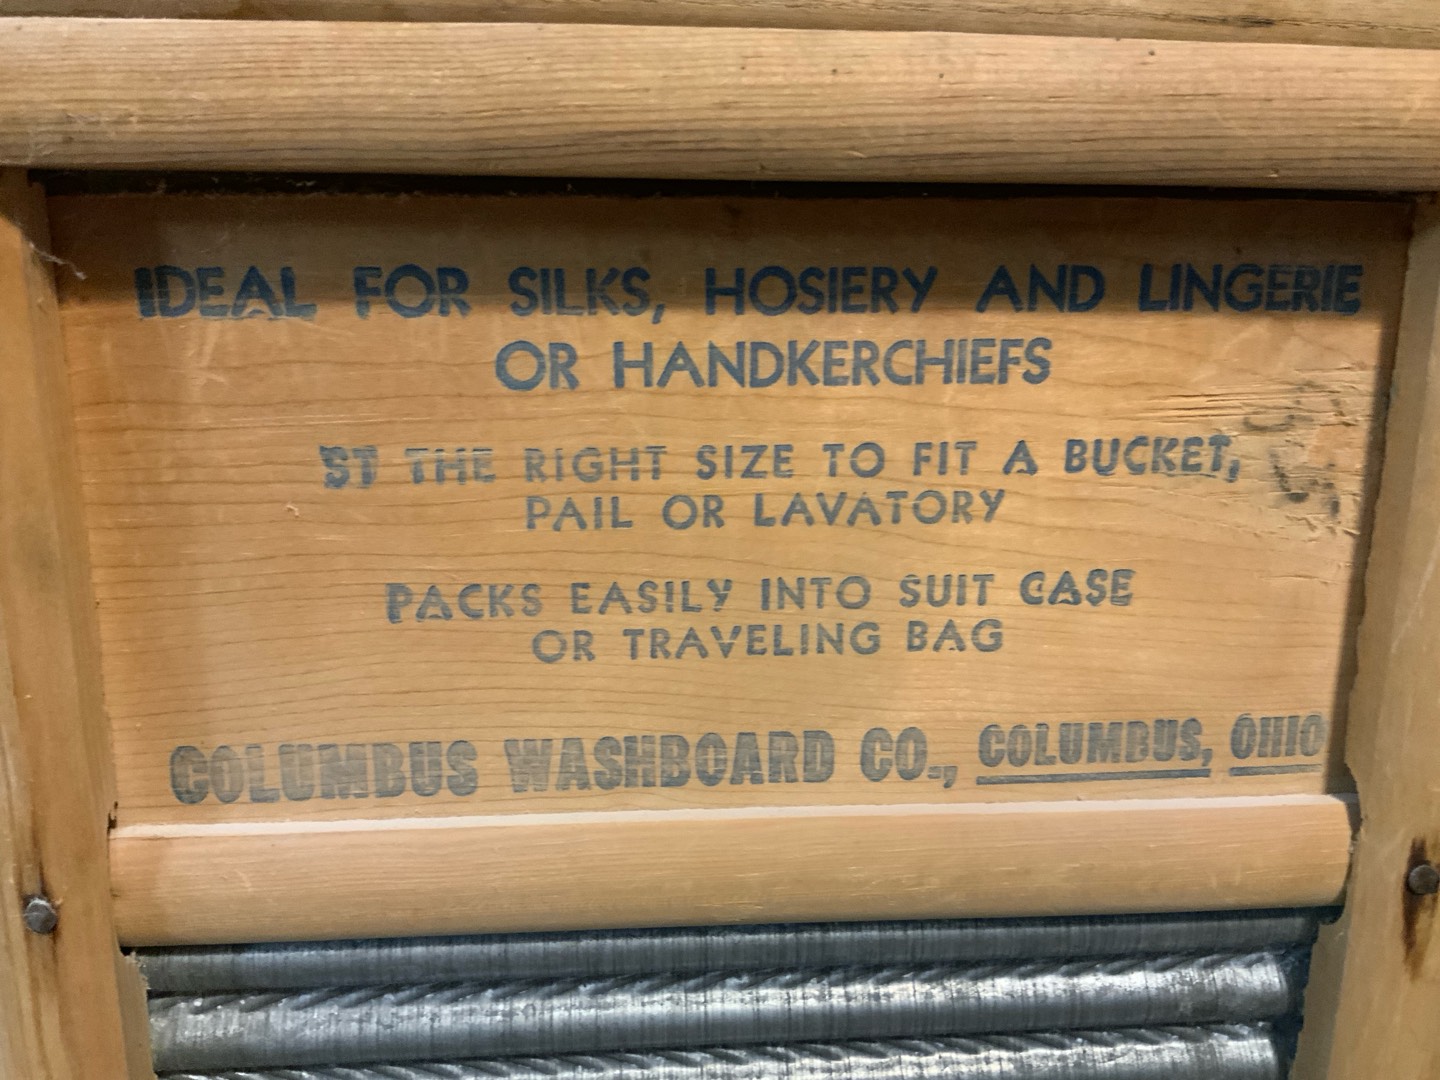 IDEAL FOR SILKS, HOSIERY AND LINGERIE
OR HANDKERCHIEFS
ST THE RIGHT SIZE TO FIT A BUCKET,
PAIL OR LAVATORY
PACKS EASILY INTO SUIT CASE
OR TRAVELING BAG
COLUMBUS WASHBOARD CO., COLUMBUS, OHIO